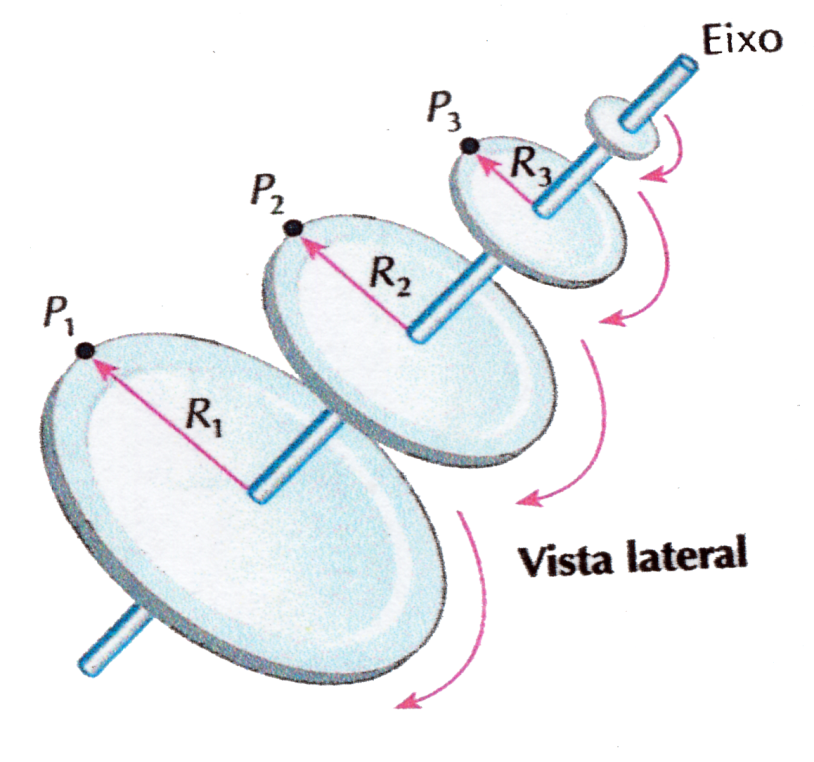 Eixo
P3
R3
P2
R2
P1
R1
Vista lateral